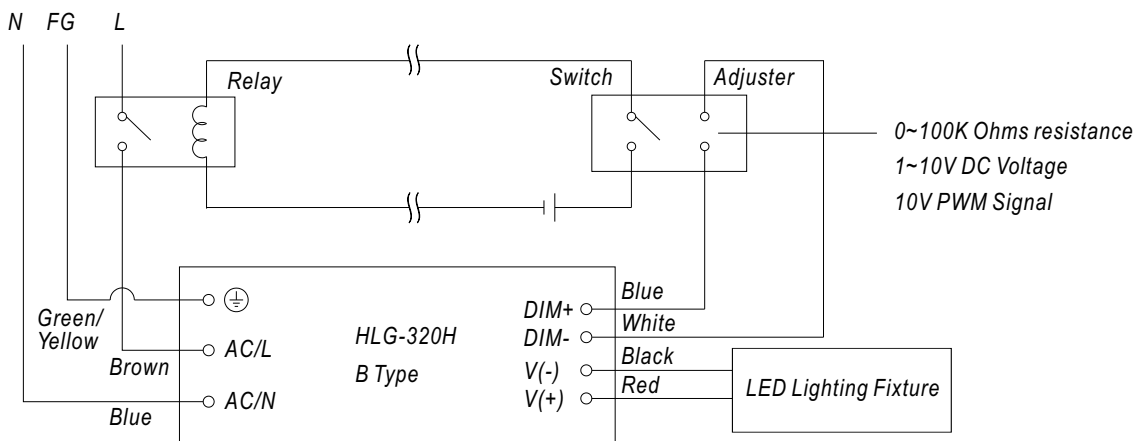 N FG L
Relay
Switch
Adjuster
0~100K Ohms resistance
1~10V DC Voltage
10V PWM Signal
Green/
Yellow
Brown
Blue
AC/L
AC/N
HLG-320H
B Type
DIM+
DIM-
V(-)
V(+)
Blue
White
Black
Red
LED Lighting Fixture